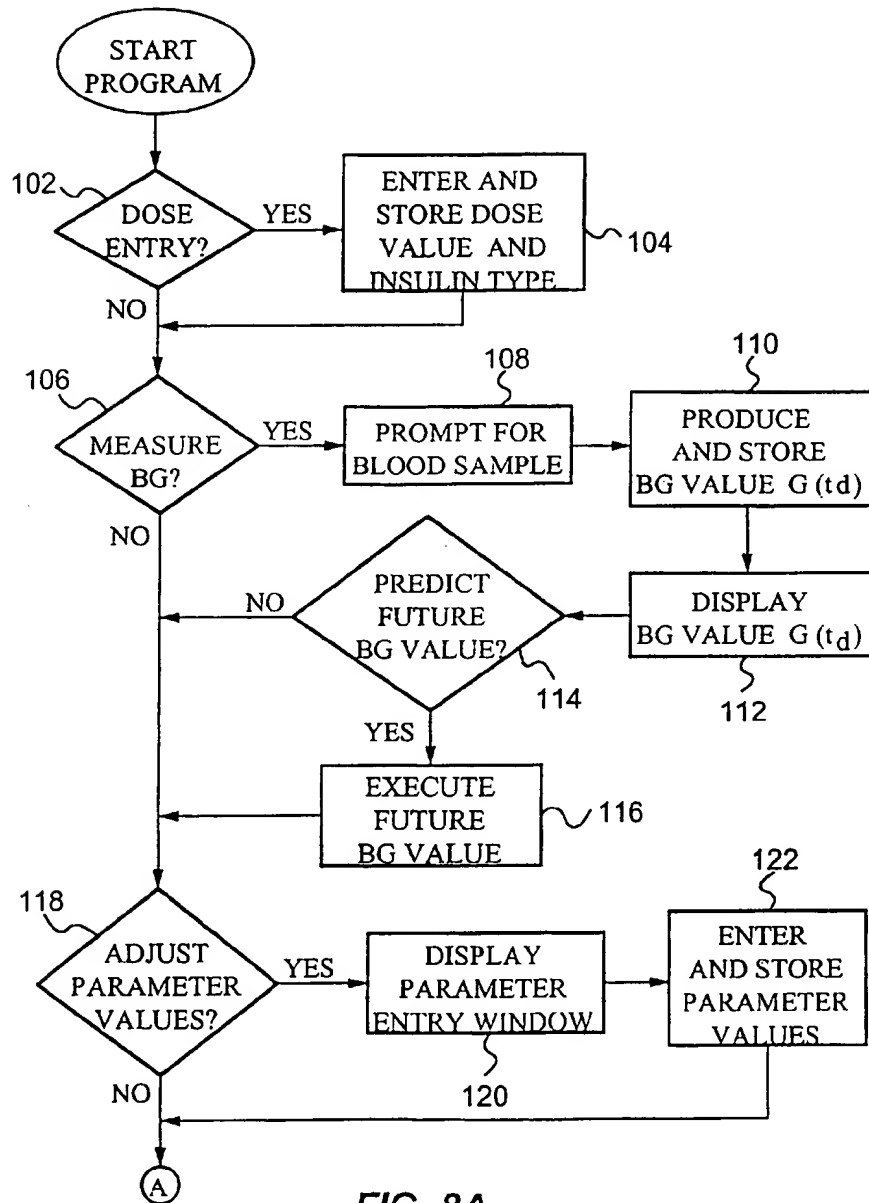 START
PROGRAM
102
DOSE
ENTRY?
YES
ENTER AND
STORE DOSE
VALUE AND
INSULIN TYPE
104
NO
106
MEASURE
BG?
YES
108
PROMPT FOR
BLOOD SAMPLE
110
PRODUCE
AND STORE
BG VALUE G (td)
NO
PREDICT
FUTURE
BG VALUE?
NO
114
DISPLAY
BG VALUE G (td)
112
YES
EXECUTE
FUTURE
BG VALUE
116
118
ADJUST
PARAMETER
VALUES?
YES
DISPLAY
PARAMETER
ENTRY WINDOW
120
122
ENTER
AND STORE
PARAMETER
VALUES
NO
A
FIG. 8A